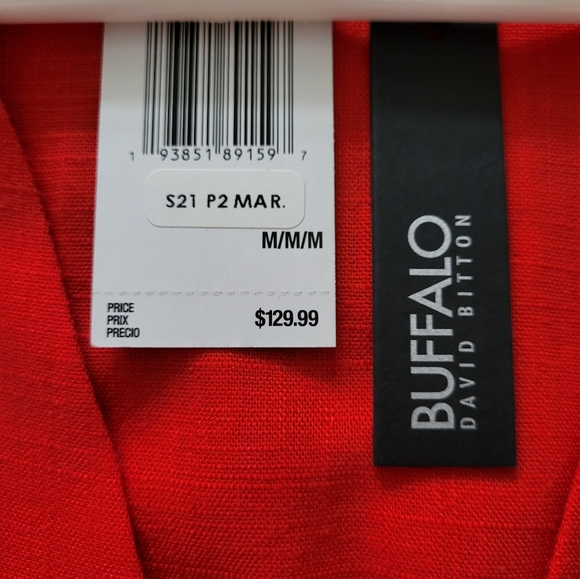 1 93851 89159 7
S21 P2 MAR.
M/M/M
PRICE
PRIX
PRECIO
$129.99
BUFFALO
DAVID BITTON